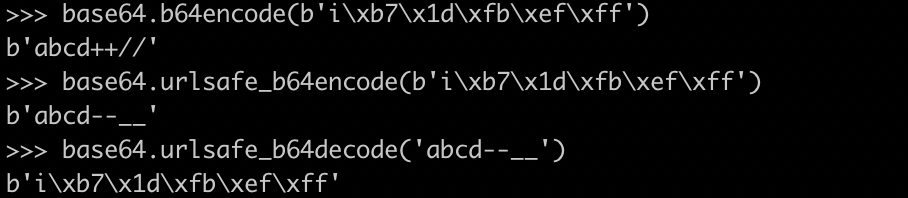 >>> base64.b64encode(b'i\xb7\x1d\xfb\xef\xff')
b'abcd++//'
>>> base64.urlsafe_b64encode(b'i\xb7\x1d\xfb\xef\xff')
b'abcd--__'
>>> base64.urlsafe_b64decode('abcd--__')
b'i\xb7\x1d\xfb\xef\xff'